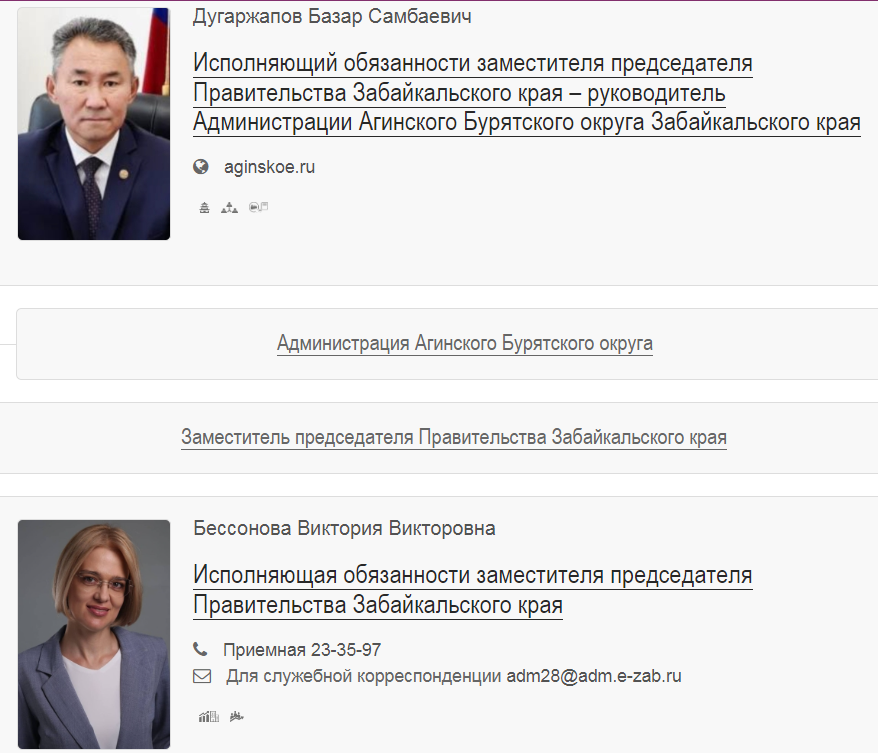 Дугаржапов Базар Самбаевич
Исполняющий обязанности заместителя председателя
Правительства Забайкальского края – руководитель
Администрации Агинского Бурятского округа Забайкальского края
aginskoe.ru
Администрация Агинского Бурятского округа
Заместитель председателя Правительства Забайкальского края
Бессонова Виктория Викторовна
Исполняющая обязанности заместителя председателя
Правительства Забайкальского края
Приемная 23-35-97
Для служебной корреспонденции adm28@adm.e-zab.ru